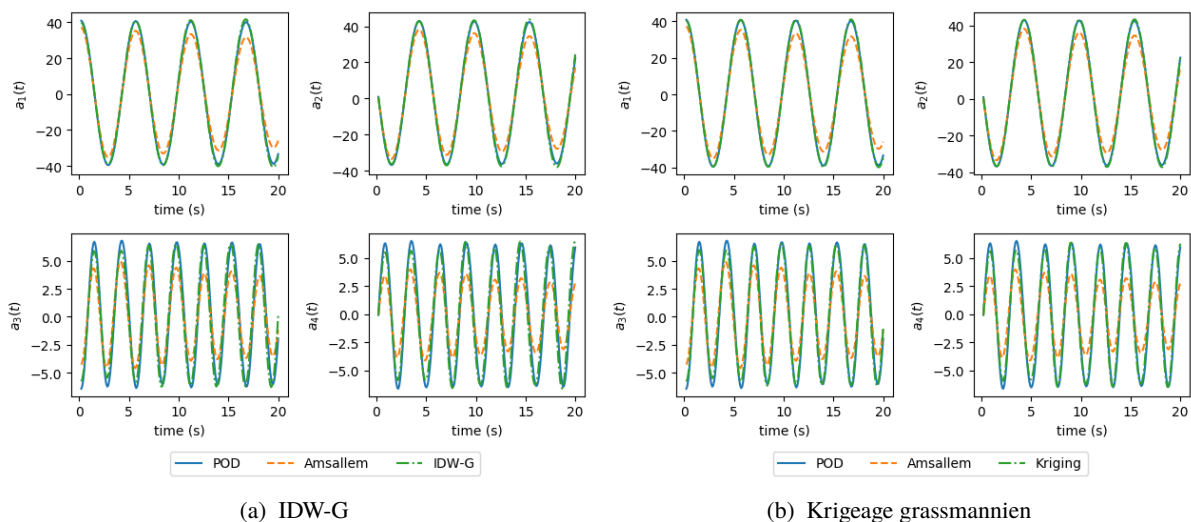 40
20
0
−20
−40
a₁(t)
0 5 10 15 20
time (s)
40
20
0
−20
−40
a₂(t)
0 5 10 15 20
time (s)
40
20
0
−20
−40
a₁(t)
0 5 10 15 20
time (s)
40
20
0
−20
−40
a₂(t)
0 5 10 15 20
time (s)
5.0
2.5
0.0
−2.5
−5.0
a₃(t)
0 5 10 15 20
time (s)
5.0
2.5
0.0
−2.5
−5.0
a₄(t)
0 5 10 15 20
time (s)
5.0
2.5
0.0
−2.5
−5.0
a₃(t)
0 5 10 15 20
time (s)
5.0
2.5
0.0
−2.5
−5.0
a₄(t)
0 5 10 15 20
time (s)
POD Amsallem IDW-G
POD Amsallem Kriging
(a) IDW-G
(b) Krigeage grassmannien